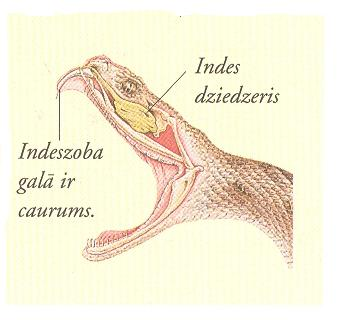 Indes
dziedzeris
Indeszoba
galā ir
caurums.